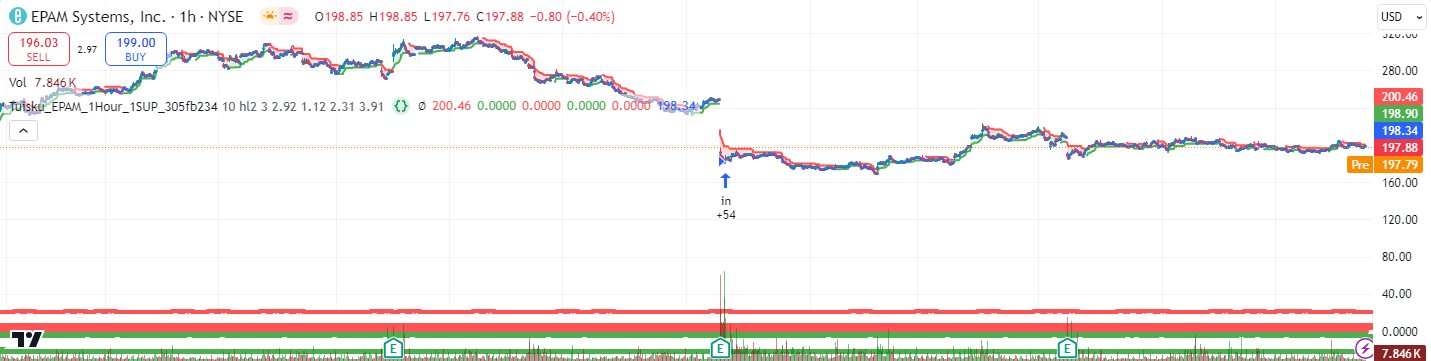 EPAM Systems, Inc. · 1h · NYSE O198.85 H198.85 L197.76 C197.88 −0.80 (−0.40%)
USD
320.00
196.03 SELL 2.97 199.00 BUY
Vol 7.846 K
280.00
Tulsku_EPAM_1Hour_1SUP_305fb234 10 hl2 3 2.92 1.12 2.31 3.91 Ø 200.46 0.0000 0.0000 0.0000 0.0000 198.34
200.46
198.90
198.34
197.88
Pre 197.79
160.00
in
+54
120.00
80.00
40.00
0.0000
E E E
7.846 K